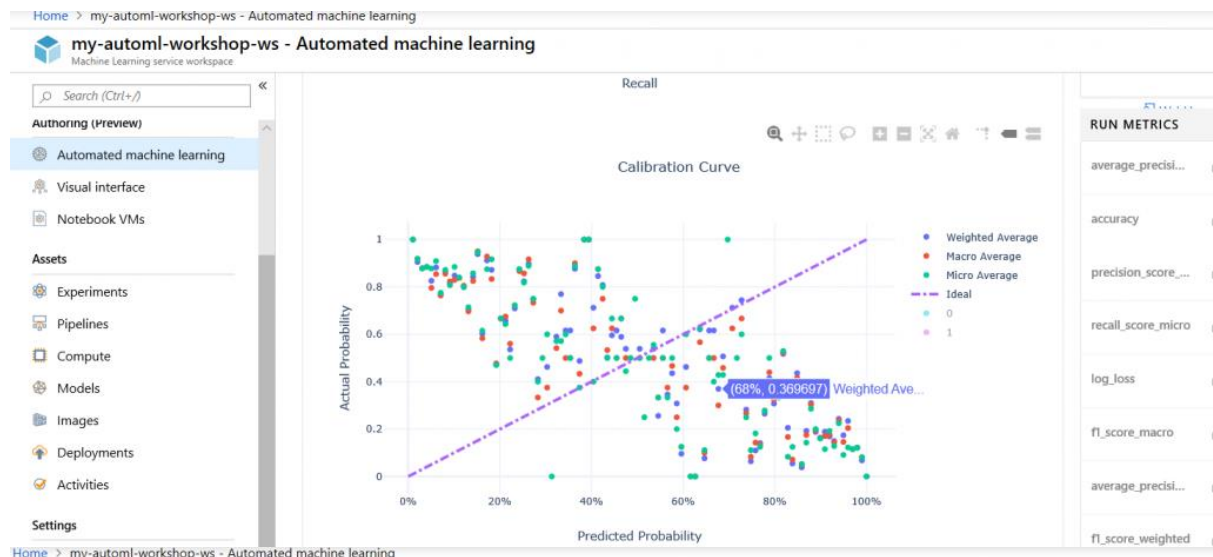 Home > my-automl-workshop-ws - Automated machine learning
my-automl-workshop-ws - Automated machine learning
Machine Learning service workspace
Search (Ctrl+/)
«
Authoring (Preview)
Automated machine learning
Visual interface
Notebook VMs
Assets
Experiments
Pipelines
Compute
Models
Images
Deployments
Activities
Settings
Recall
Calibration Curve
1
0.8
0.6
0.4
0.2
0
Actual Probability
0% 20% 40% 60% 80% 100%
Predicted Probability
(68%, 0.369697) Weighted Ave...
Weighted Average
Macro Average
Micro Average
Ideal
0
1
RUN METRICS
average_precisi...
accuracy
precision_score_...
recall_score_micro
log_loss
f1_score_macro
average_precisi...
f1_score_weighted
Home > my-automl-workshop-ws - Automated machine learning